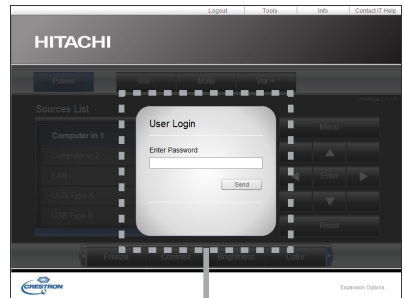 Logout Tools Info Contact IT Help
HITACHI
Power Vol - Mute Vol +
Sources List
Computer in 1
Computer in 2
LAN
USB Type A
USB Type B
User Login
Enter Password
Send
Menu
Enter
Reset
Freeze Contrast Brightness Color
CRESTRON
Expansion Options